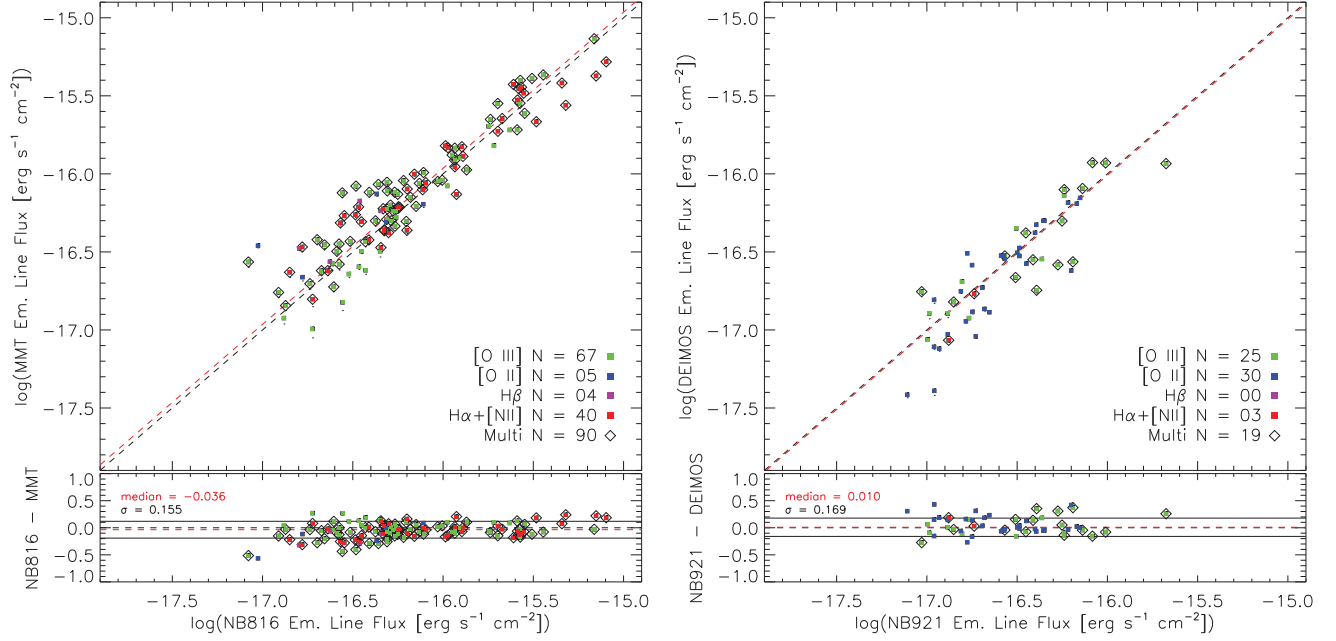 log(MMT Em. Line Flux [erg s⁻¹ cm⁻²])
−15.0
−15.5
−16.0
−16.5
−17.0
−17.5
[O III] N = 67
[O II] N = 05
Hβ N = 04
Hα+[NII] N = 40
Multi N = 90
NB816 − MMT
1.0
0.5
0.0
−0.5
−1.0
median = −0.036
σ = 0.155
−17.5 −17.0 −16.5 −16.0 −15.5 −15.0
log(NB816 Em. Line Flux [erg s⁻¹ cm⁻²])
log(DEIMOS Em. Line Flux [erg s⁻¹ cm⁻²])
−15.0
−15.5
−16.0
−16.5
−17.0
−17.5
[O III] N = 25
[O II] N = 30
Hβ N = 00
Hα+[NII] N = 03
Multi N = 19
NB921 − DEIMOS
1.0
0.5
0.0
−0.5
−1.0
median = 0.010
σ = 0.169
−17.5 −17.0 −16.5 −16.0 −15.5 −15.0
log(NB921 Em. Line Flux [erg s⁻¹ cm⁻²])